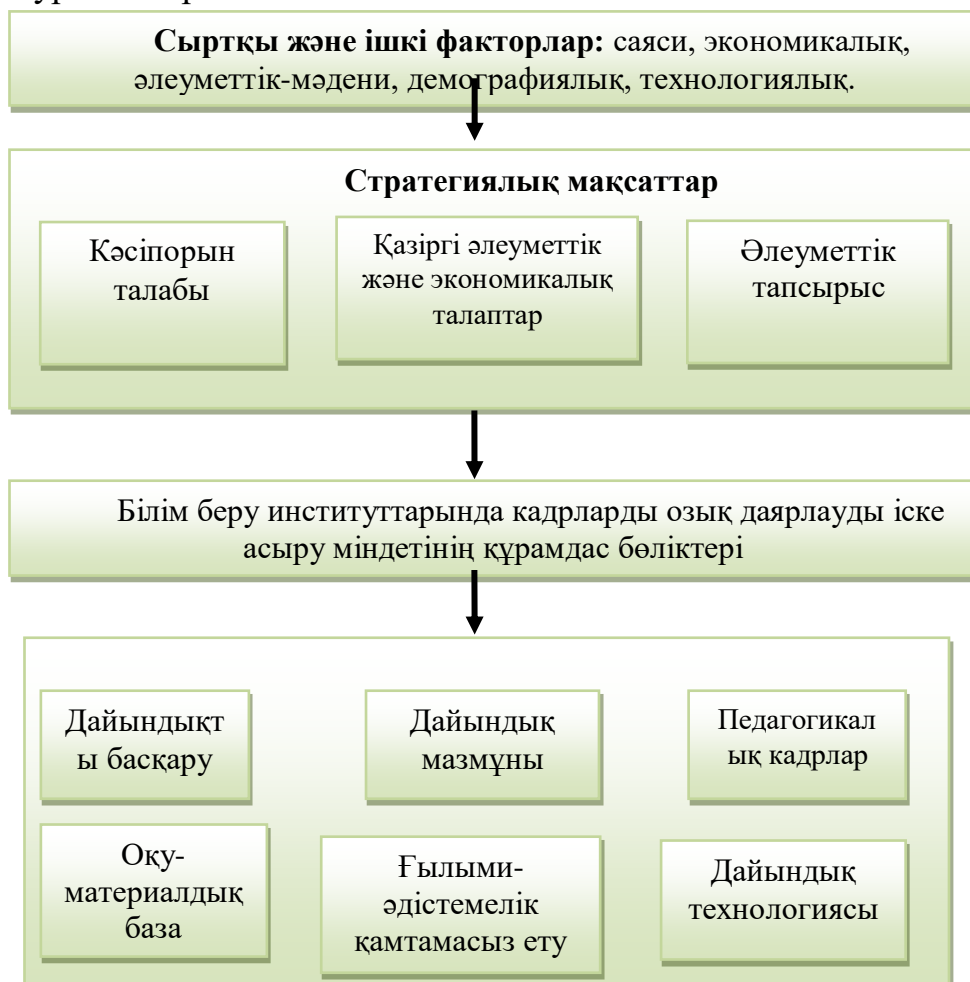 Сыртқы және ішкі факторлар: саяси, экономикалық,
әлеуметтік-мәдени, демографиялық, технологиялық.
Стратегиялық мақсаттар
Кәсіпорын
талабы
Қазіргі әлеуметтік
және экономикалық
талаптар
Әлеуметтік
тапсырыс
Білім беру институттарында кадрларды озық даярлауды іске
асыру міндетінің құрамдас бөліктері
Дайындықт
ы басқару
Дайындық
мазмұны
Педагогикал
ық кадрлар
Оқу-
материалдық
база
Ғылыми-
әдістемелік
қамтамасыз ету
Дайындық
технологиясы